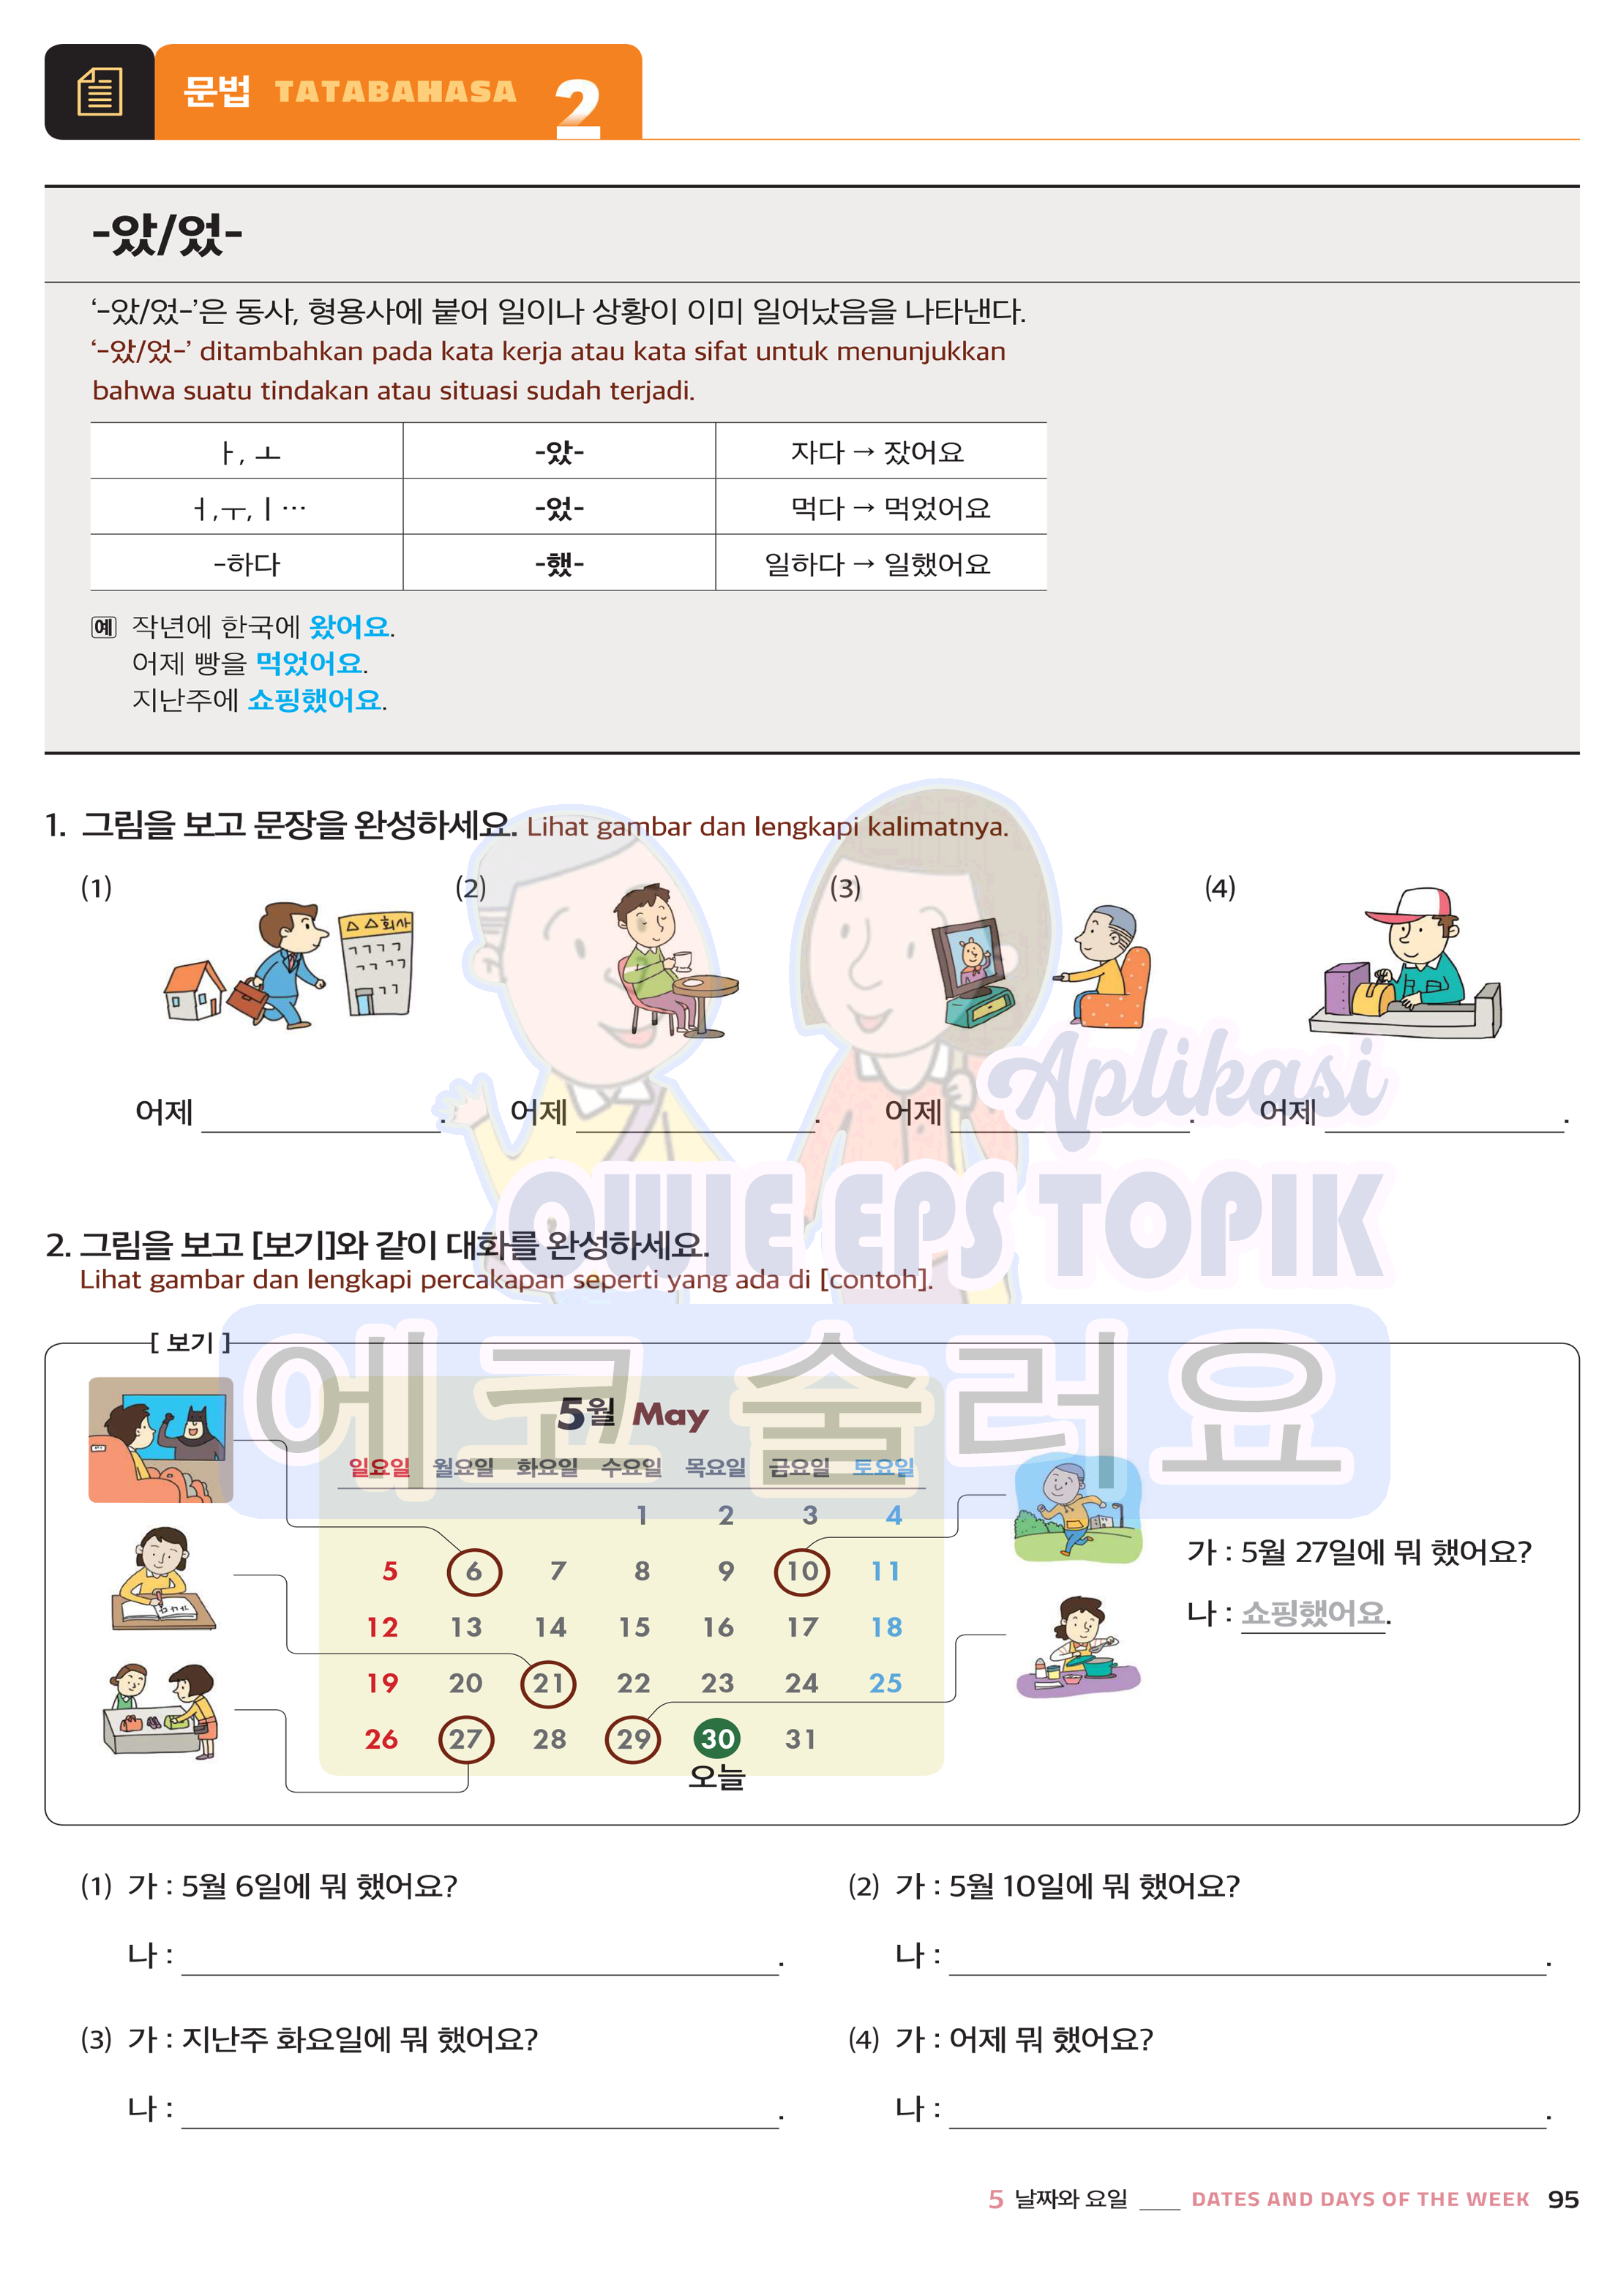 문법 TATABAHASA 2
-았/었-
‘-았/었-’은 동사, 형용사에 붙어 일이나 상황이 이미 일어났음을 나타낸다.
‘-았/었-’ ditambahkan pada kata kerja atau kata sifat untuk menunjukkan
bahwa suatu tindakan atau situasi sudah terjadi.
ㅏ, ㅗ -았- 자다 → 잤어요
ㅓ,ㅜ,ㅣ… -었- 먹다 → 먹었어요
-하다 -했- 일하다 → 일했어요
예 작년에 한국에 왔어요.
어제 빵을 먹었어요.
지난주에 쇼핑했어요.
1. 그림을 보고 문장을 완성하세요. Lihat gambar dan lengkapi kalimatnya.
(1) (2) (3) (4)
△△회사
어제 . 어제 . 어제 . 어제 .
Aplikasi
OWIE EPS TOPIK
2. 그림을 보고 [보기]와 같이 대화를 완성하세요.
Lihat gambar dan lengkapi percakapan seperti yang ada di [contoh].
에코 술러요
[ 보기 ]
5월 May
일요일 월요일 화요일 수요일 목요일 금요일 토요일
1 2 3 4
5 6 7 8 9 10 11
12 13 14 15 16 17 18
19 20 21 22 23 24 25
26 27 28 29 30 31
오늘
가 : 5월 27일에 뭐 했어요?
나 : 쇼핑했어요.
(1) 가 : 5월 6일에 뭐 했어요?
나 : .
(2) 가 : 5월 10일에 뭐 했어요?
나 : .
(3) 가 : 지난주 화요일에 뭐 했어요?
나 : .
(4) 가 : 어제 뭐 했어요?
나 : .
5 날짜와 요일 ___ DATES AND DAYS OF THE WEEK 95